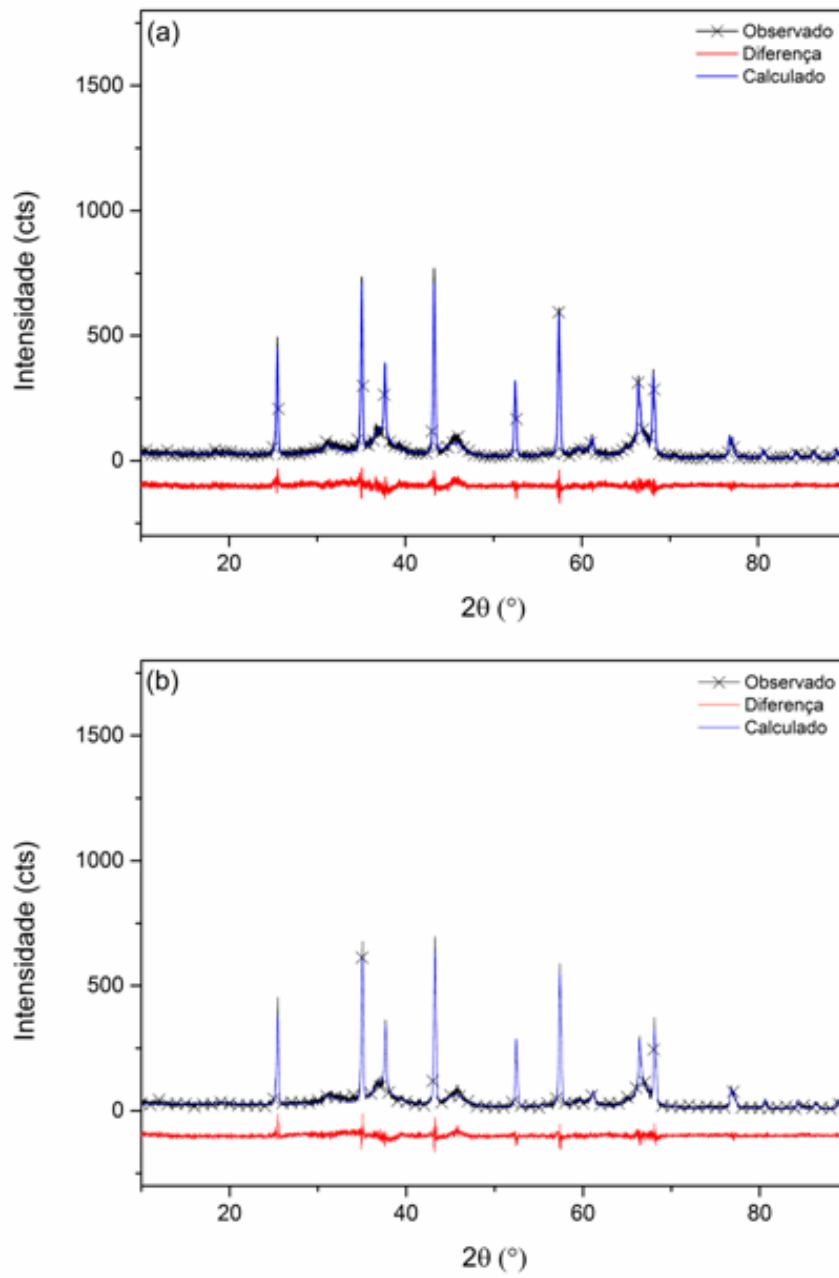 (a)
Observado
Diferença
Calculado
1500
1000
500
0
Intensidade (cts)
20 40 60 80
2θ (°)
(b)
Observado
Diferença
Calculado
1500
1000
500
0
Intensidade (cts)
20 40 60 80
2θ (°)